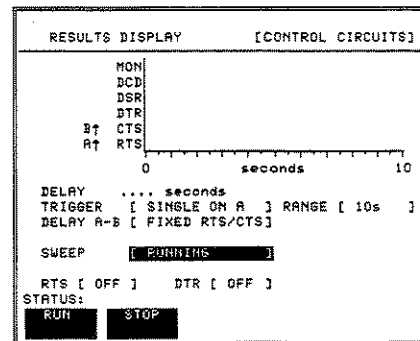 RESULTS DISPLAY [CONTROL CIRCUITS]
MON
DCD
DSR
DTR
B↑ CTS
A↑ RTS
0 seconds 10
DELAY .... seconds
TRIGGER [ SINGLE ON A ] RANGE [ 10s ]
DELAY A-B [ FIXED RTS/CTS]
SWEEP [ RUNNING ]
RTS [ OFF ] DTR [ OFF ]
STATUS:
RUN STOP